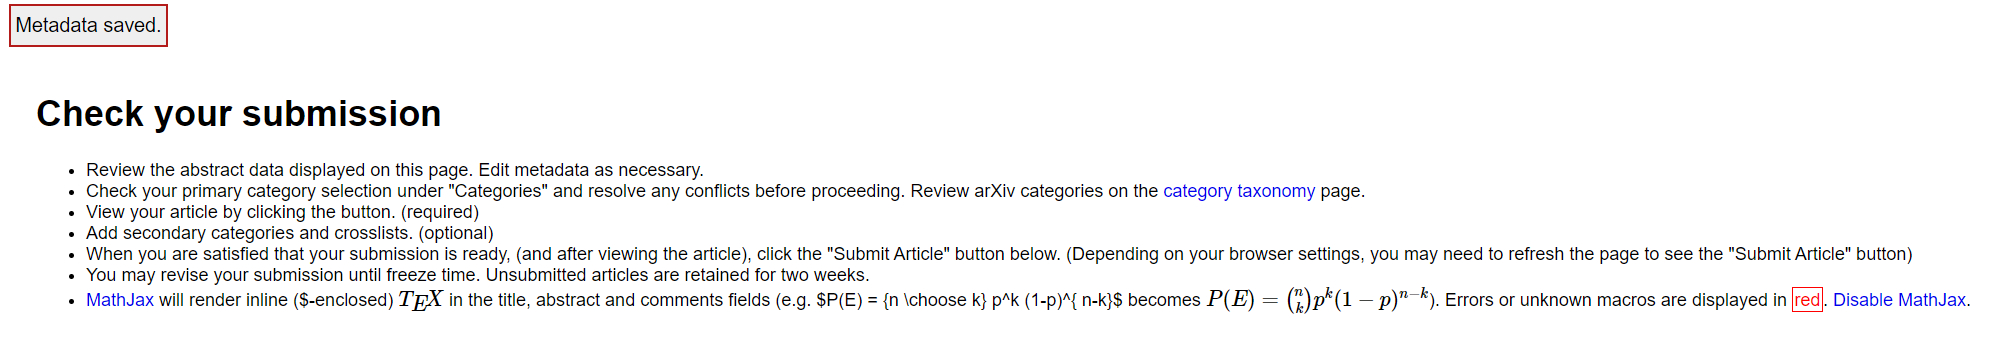 Metadata saved.
Check your submission
• Review the abstract data displayed on this page. Edit metadata as necessary.
• Check your primary category selection under "Categories" and resolve any conflicts before proceeding. Review arXiv categories on the category taxonomy page.
• View your article by clicking the button. (required)
• Add secondary categories and crosslists. (optional)
• When you are satisfied that your submission is ready, (and after viewing the article), click the "Submit Article" button below. (Depending on your browser settings, you may need to refresh the page to see the "Submit Article" button)
• You may revise your submission until freeze time. Unsubmitted articles are retained for two weeks.
• MathJax will render inline ($-enclosed) TEX in the title, abstract and comments fields (e.g. $P(E) = {n \choose k} p^k (1-p)^{ n-k}$ becomes $P(E) = \binom{n}{k} p^k (1-p)^{n-k}$). Errors or unknown macros are displayed in red. Disable MathJax.